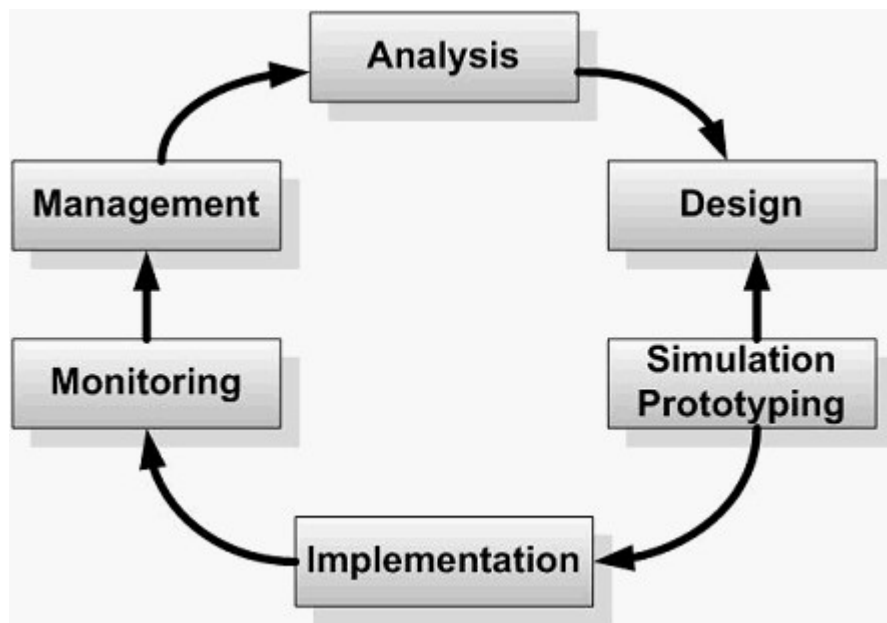 Analysis
Management
Design
Monitoring
Simulation
Prototyping
Implementation